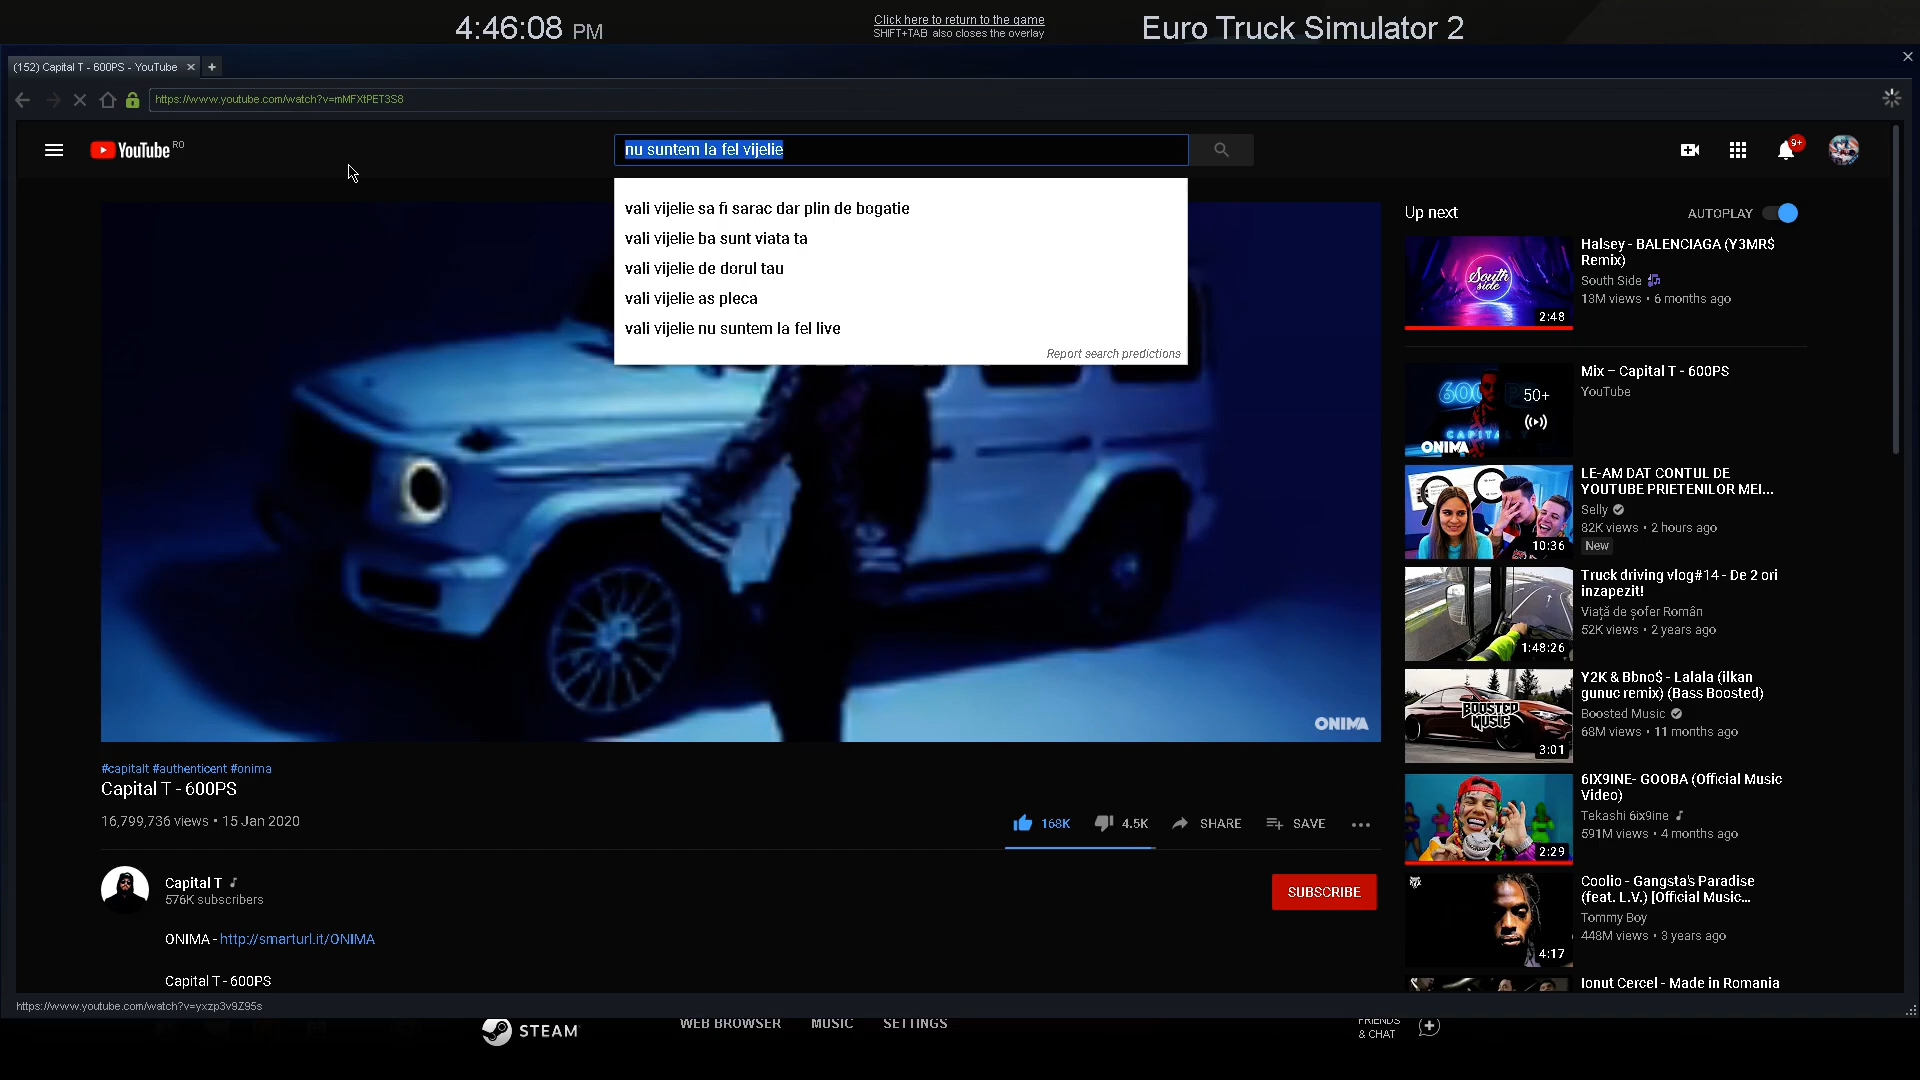 4:46:08 PM
Click here to return to the game
SHIFT+TAB also closes the overlay
Euro Truck Simulator 2
(152) Capital T - 600PS - YouTube
https://www.youtube.com/watch?v=mMFXtPET3S8
YouTube RO
nu suntem la fel vijelie
9+
vali vijelie sa fi sarac dar plin de bogatie
vali vijelie ba sunt viata ta
vali vijelie de dorul tau
vali vijelie as pleca
vali vijelie nu suntem la fel live
Report search predictions
ONIMA
#capitalt #authenticent #onima
Capital T - 600PS
16,799,736 views • 15 Jan 2020
168K
4.5K
SHARE
SAVE
Capital T
576K subscribers
SUBSCRIBE
ONIMA - http://smarturl.it/ONIMA
Capital T - 600PS
Up next
AUTOPLAY
South
side
2:48
Halsey - BALENCIAGA (Y3MR$
Remix)
South Side
13M views • 6 months ago
50+
ONIMA
Mix – Capital T - 600PS
YouTube
10:36
LE-AM DAT CONTUL DE
YOUTUBE PRIETENILOR MEI...
Selly
82K views • 2 hours ago
New
1:48:26
Truck driving vlog#14 - De 2 ori
inzapezit!
Viață de șofer Român
52K views • 2 years ago
BOOSTED
MUSIC
3:01
Y2K & Bbno$ - Lalala (ilkan
gunuc remix) (Bass Boosted)
Boosted Music
68M views • 11 months ago
2:29
6IX9INE- GOOBA (Official Music
Video)
Tekashi 6ix9ine
591M views • 4 months ago
4:17
Coolio - Gangsta's Paradise
(feat. L.V.) [Official Music...
Tommy Boy
448M views • 3 years ago
Ionut Cercel - Made in Romania
https://www.youtube.com/watch?v=yxzp3v9Z95s
STEAM
WEB BROWSER
MUSIC
SETTINGS
FRIENDS
& CHAT